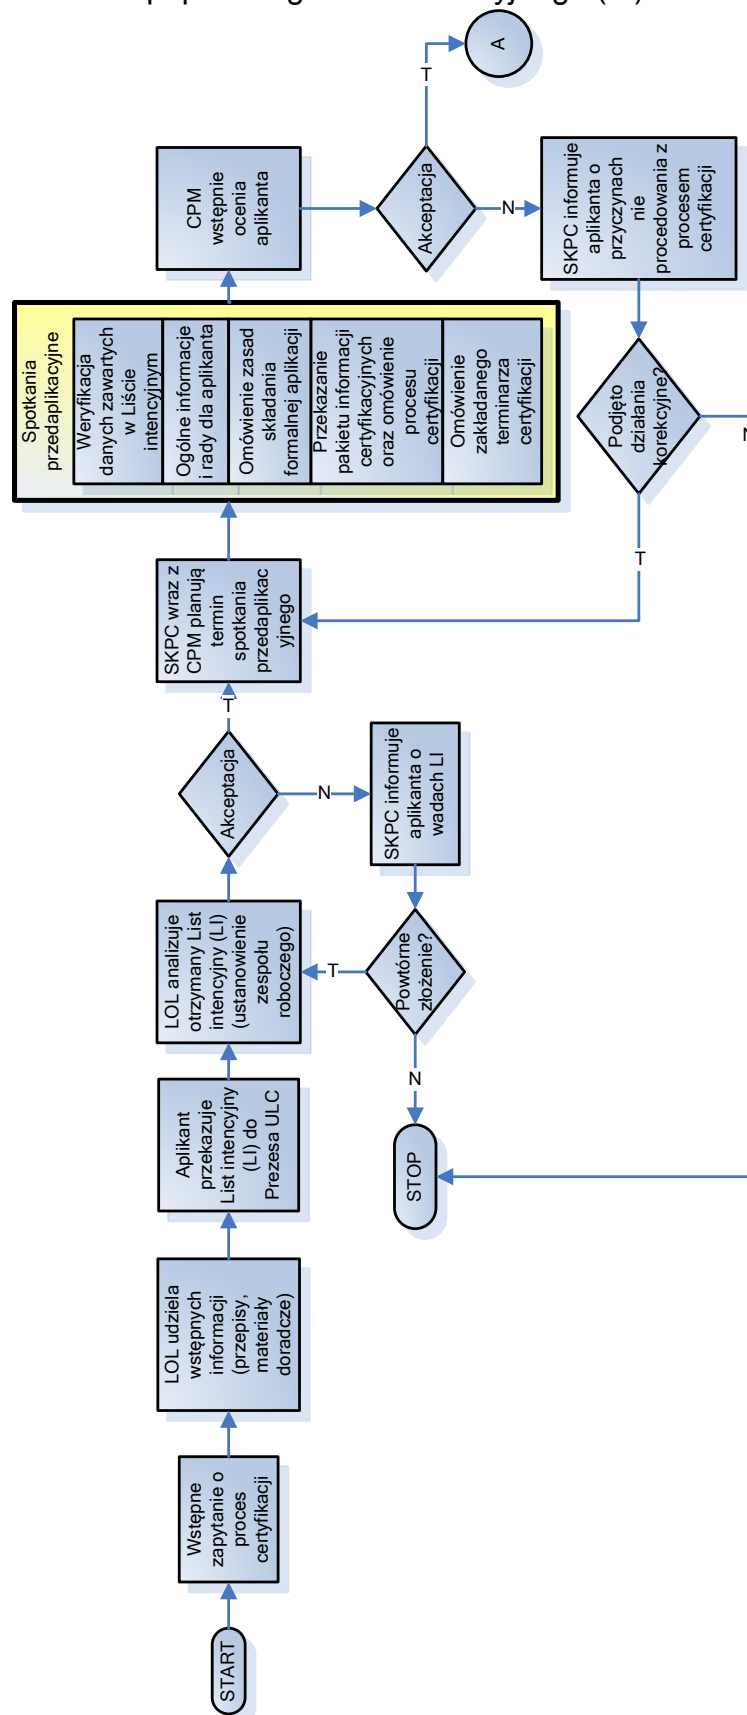 START
Wstępne
zapytanie o
proces
certyfikacji
LOL udziela
wstępnych
informacji
(przepisy,
materiały
doradcze)
Aplikant
przekazuje
List intencyjny
(LI) do
Prezesa ULC
LOL analizuje
otrzymany List
intencyjny (LI)
(ustanowienie
zespołu
roboczego)
Akceptacja
T
N
SKPC informuje
aplikanta o
wadach LI
Powtórne
złożenie?
T
N
STOP
SKPC wraz z
CPM planują
termin
spotkania
przedaplikac
yjnego
Spotkania
przedaplikacyjne
Weryfikacja
danych zawartych
w Liście
intencyjnym
Ogólne informacje
i rady dla aplikanta
Omówienie zasad
składania
formalnej aplikacji
Przekazanie
pakietu informacji
certyfikacyjnych
oraz omówienie
procesu
certyfikacji
Omówienie
zakładanego
terminarza
certyfikacji
CPM
wstępnie
ocenia
aplikanta
Akceptacja
T
A
N
SKPC informuje
aplikanta o
przyczynach
nie
procedowania z
procesem
certyfikacji
Podjęto
działania
korekcyjne?
T
N